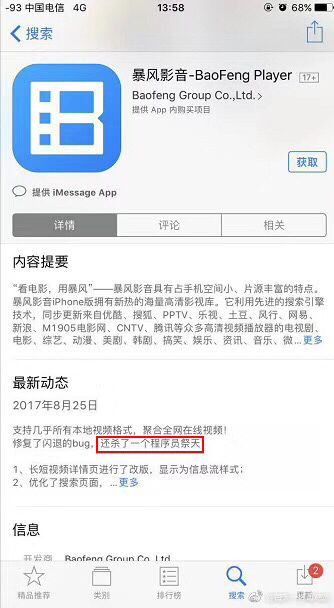 -93 中国电信 4G 13:58 68%
搜索
暴风影音-BaoFeng Player 17+
Baofeng Group Co.,Ltd.
提供 App 内购买项目
获取
提供 iMessage App
详情 评论 相关
内容提要
“看电影，用暴风”——暴风影音具有占手机空间小、片源丰富的特点。
暴风影音iPhone版拥有新热的海量高清影视库。它利用先进的搜索引擎
技术，同步更新来自优酷、搜狐、PPTV、乐视、土豆、风行、网易、
新浪、M1905电影网、CNTV、腾讯等众多高清视频播放器的电视剧、
电影、综艺、动漫、美剧、韩剧、搞笑、娱乐、资讯、音乐、微...更多
最新动态
2017年8月25日
支持几乎所有本地视频格式，聚合全网在线视频！
修复了闪退的bug，还杀了一个程序员祭天
1、长短视频详情页进行了改版，显示为信息流样式；
2、优化了搜索页面，...更多
信息
开发商 Baofeng Group Co.,Ltd.
精品推荐 类别 排行榜 搜索 更新 2